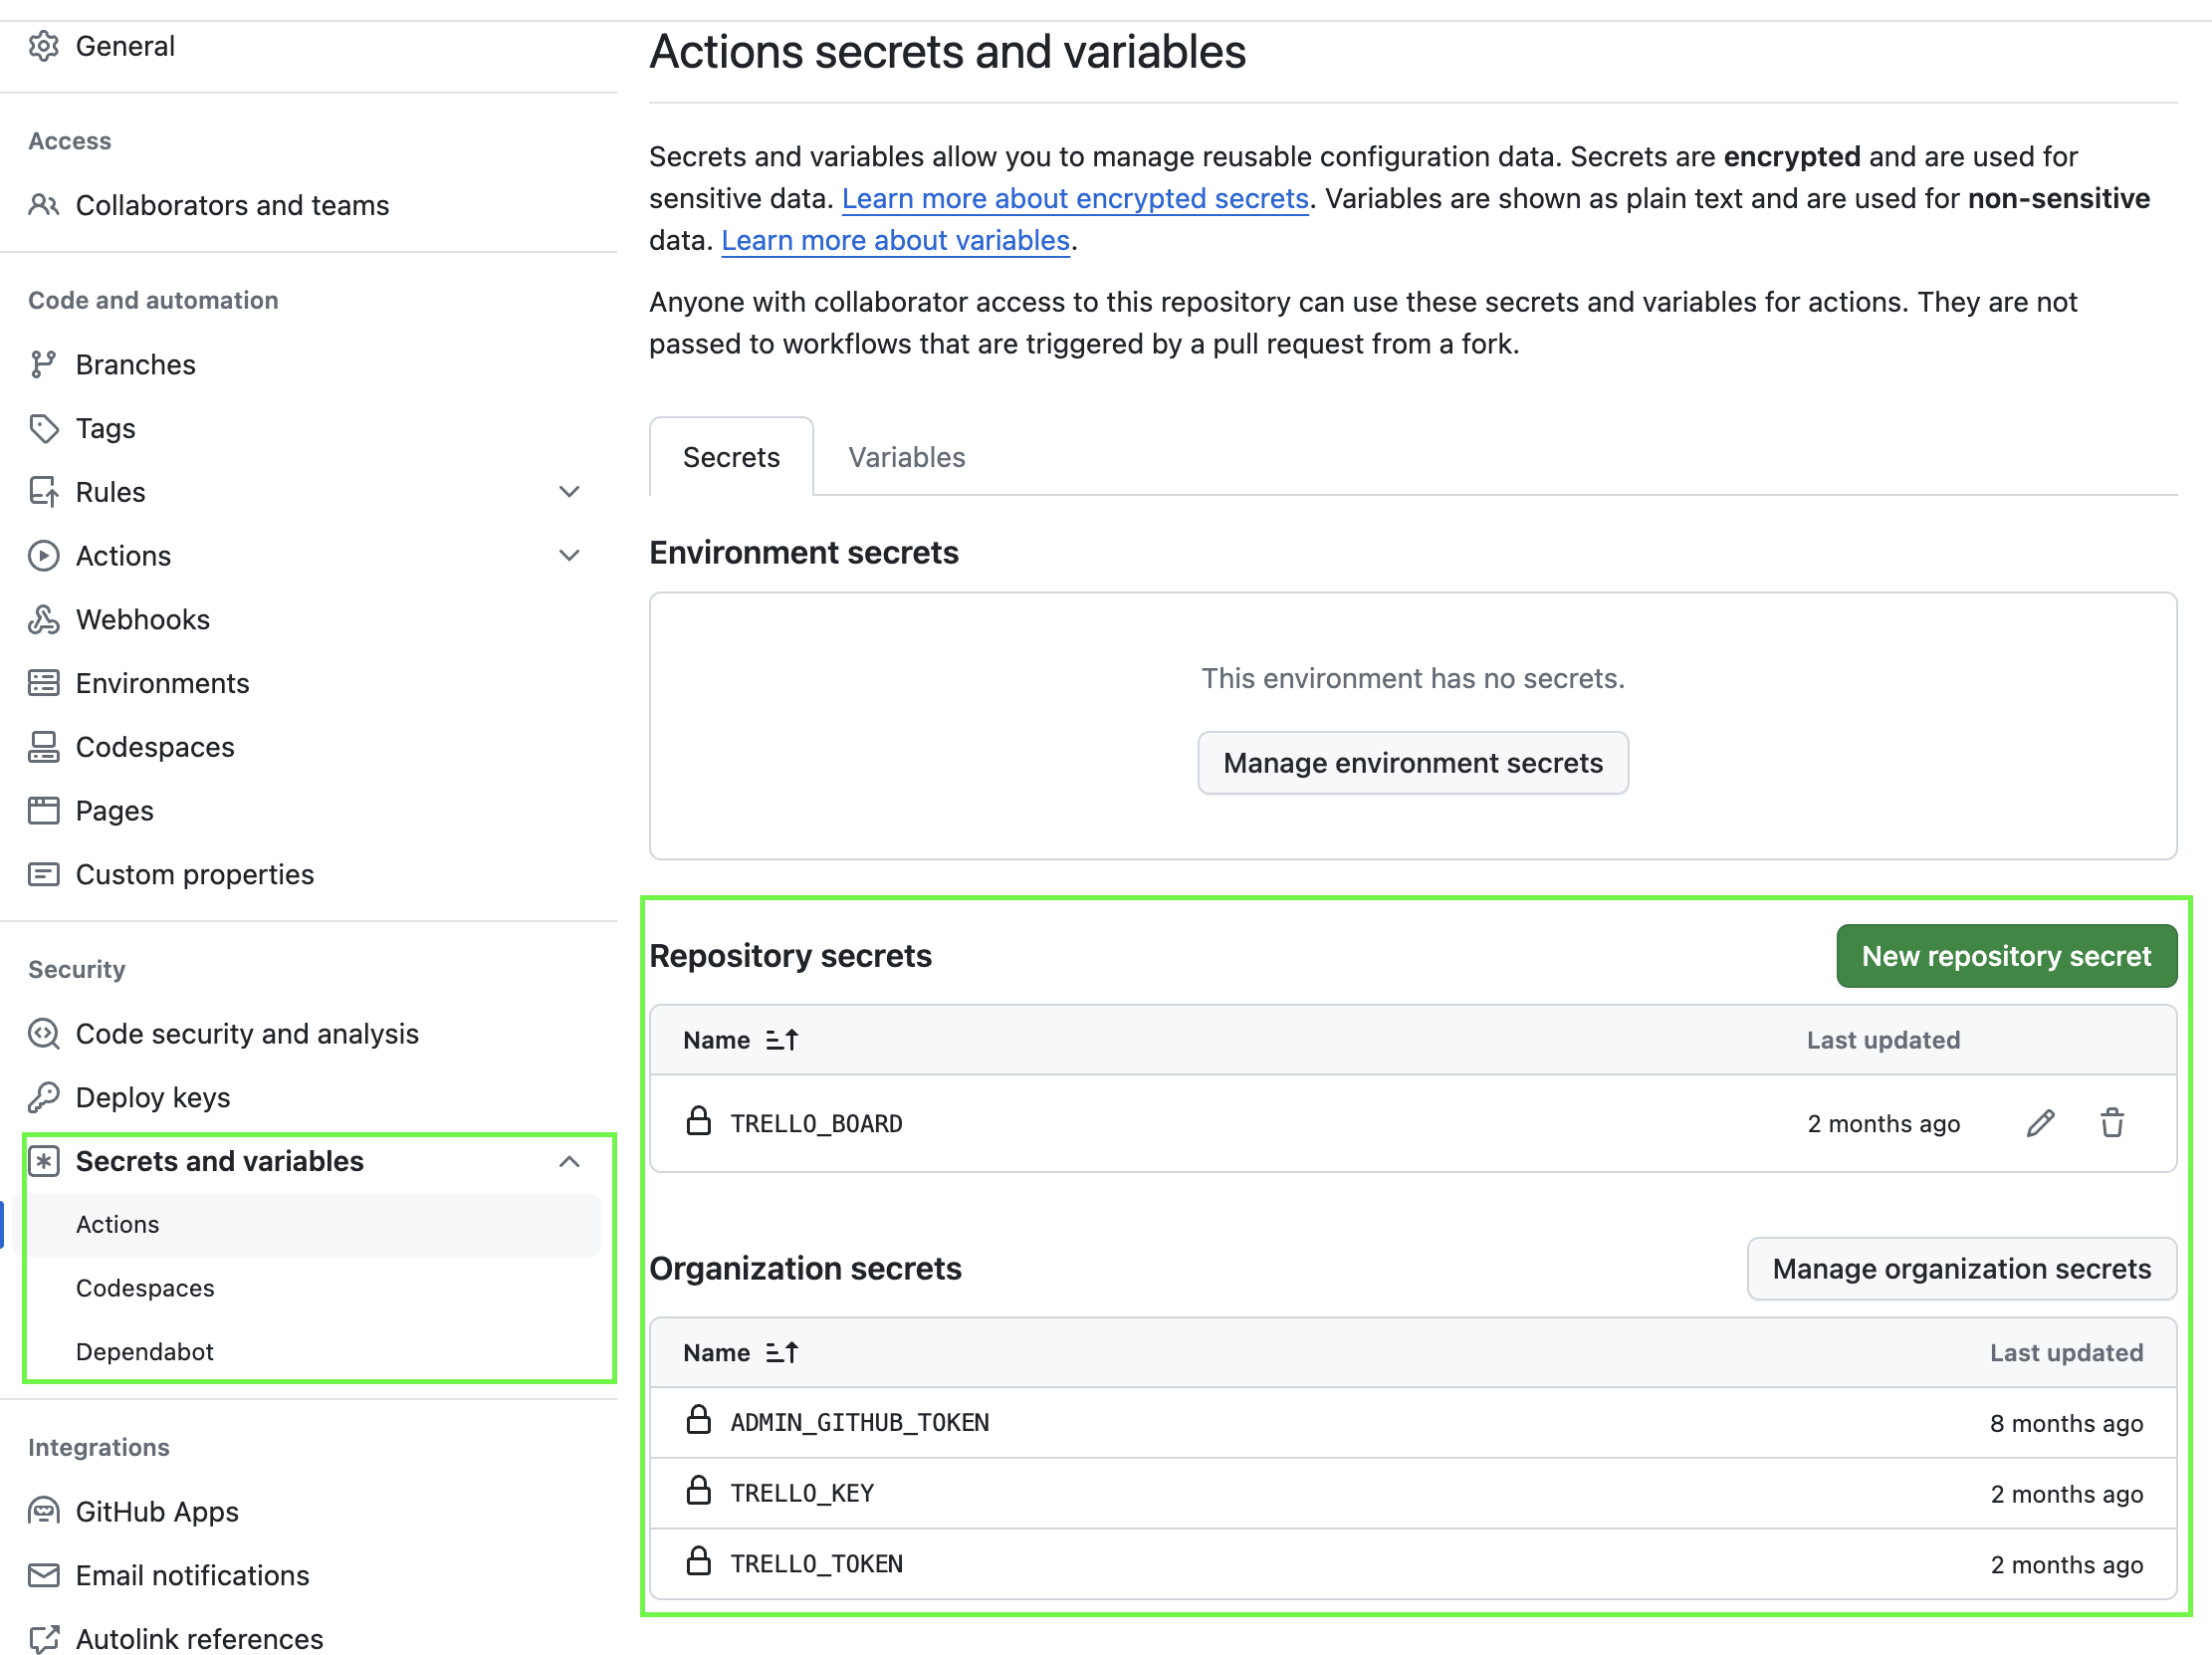 General
Access
Collaborators and teams
Code and automation
Branches
Tags
Rules
Actions
Webhooks
Environments
Codespaces
Pages
Custom properties
Security
Code security and analysis
Deploy keys
Secrets and variables
Actions
Codespaces
Dependabot
Integrations
GitHub Apps
Email notifications
Autolink references
Actions secrets and variables
Secrets and variables allow you to manage reusable configuration data. Secrets are encrypted and are used for
sensitive data. Learn more about encrypted secrets. Variables are shown as plain text and are used for non-sensitive
data. Learn more about variables.
Anyone with collaborator access to this repository can use these secrets and variables for actions. They are not
passed to workflows that are triggered by a pull request from a fork.
Secrets Variables
Environment secrets
This environment has no secrets.
Manage environment secrets
Repository secrets New repository secret
Name Last updated
TRELLO_BOARD 2 months ago
Organization secrets Manage organization secrets
Name Last updated
ADMIN_GITHUB_TOKEN 8 months ago
TRELLO_KEY 2 months ago
TRELLO_TOKEN 2 months ago